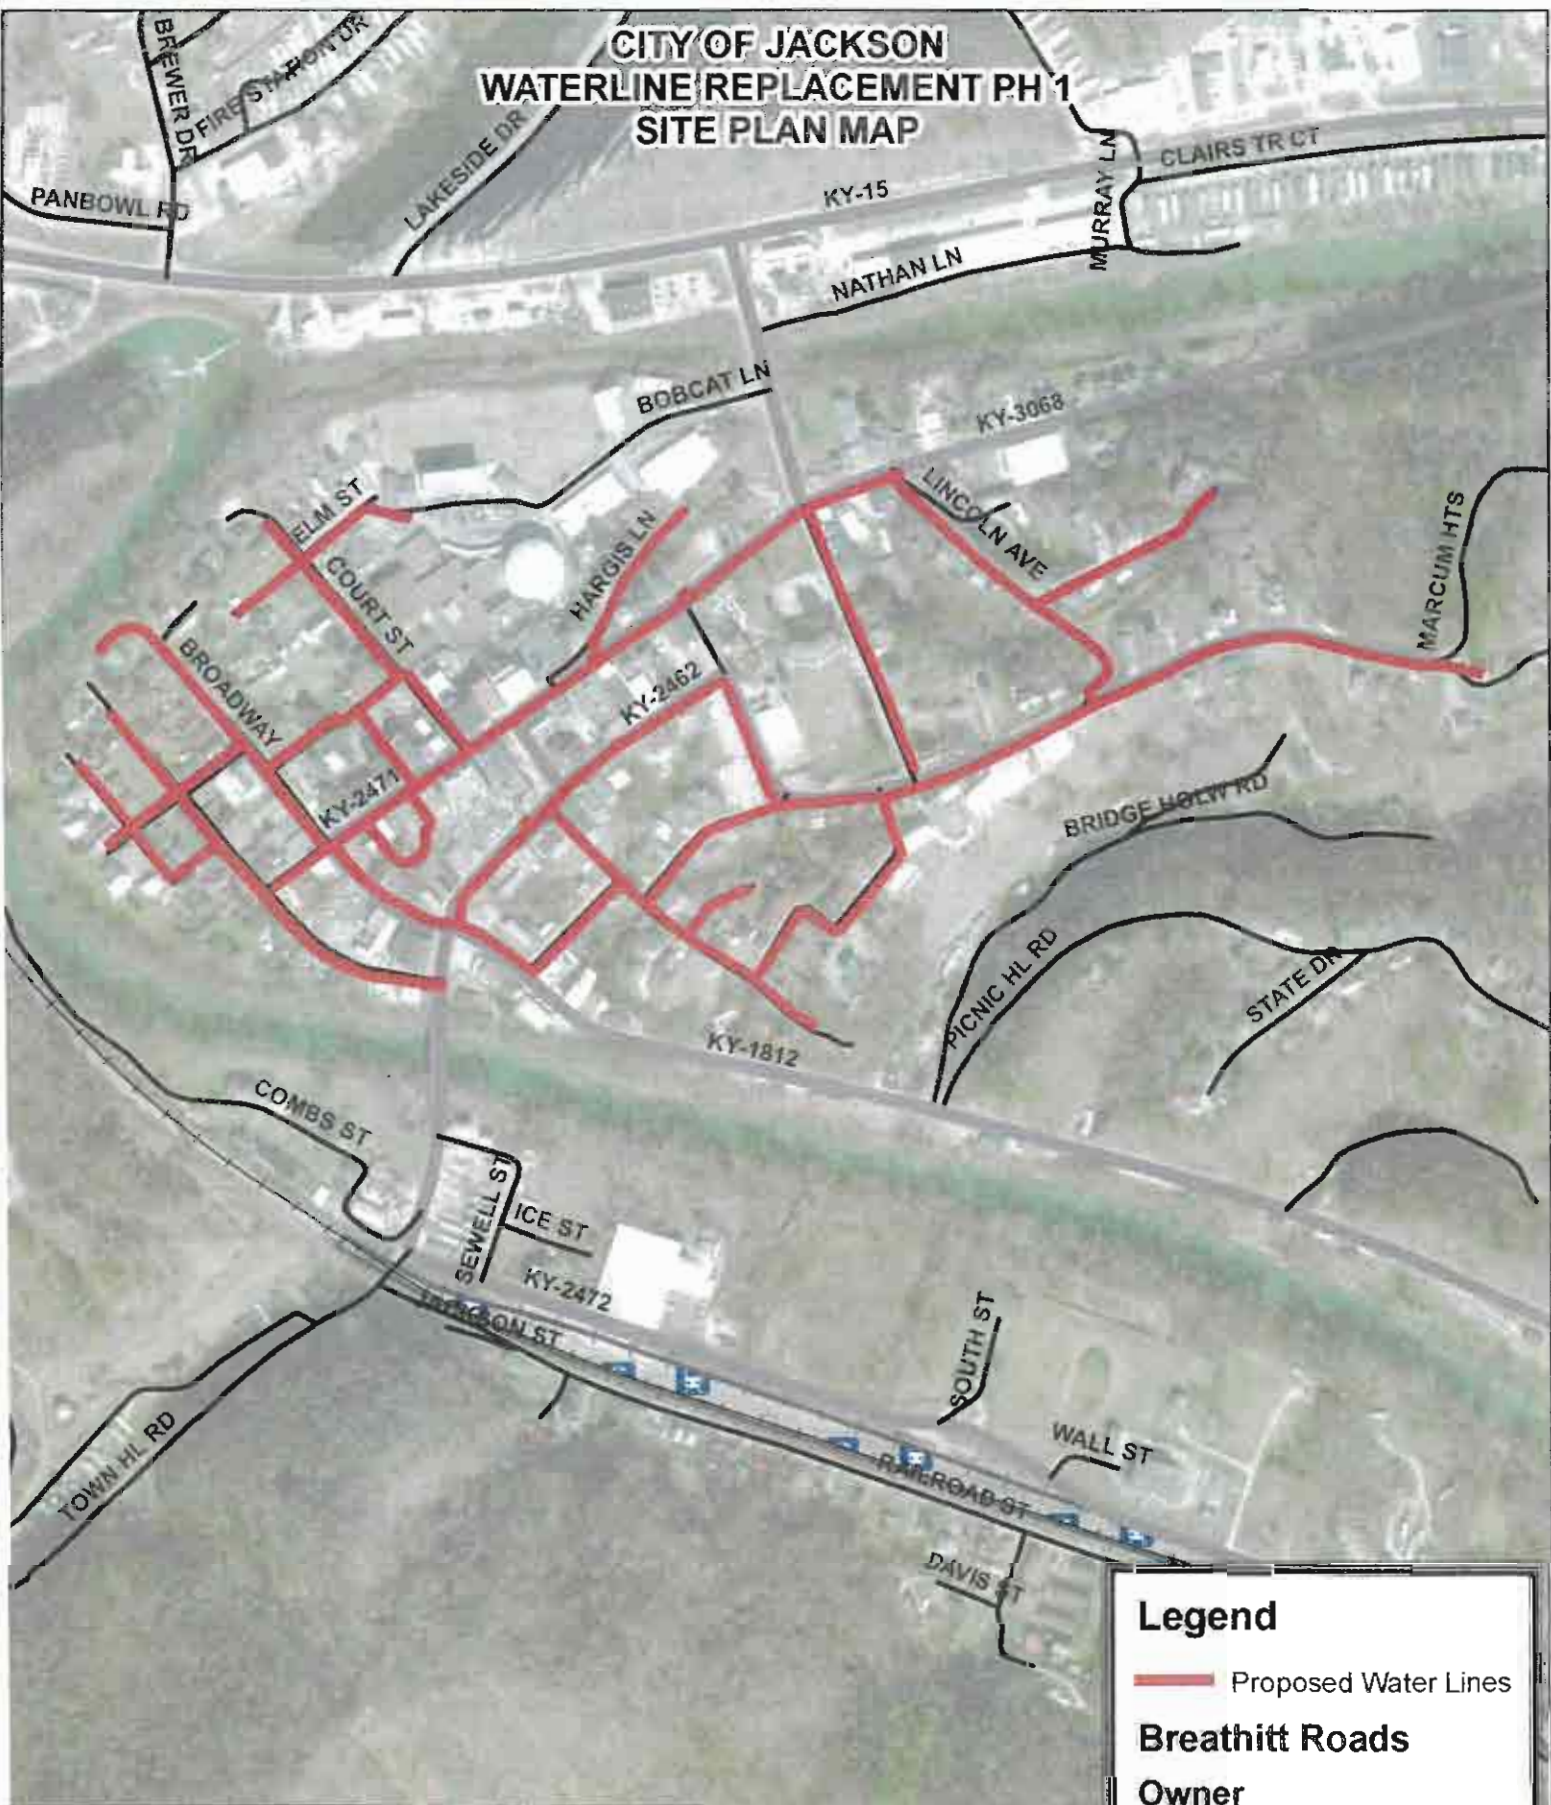 CITY OF JACKSON
WATERLINE REPLACEMENT PH 1
SITE PLAN MAP
BREWER DR
FIRE STATION DR
LAKESIDE DR
PANBOWL RD
KY-15
MURRAY LN
CLAIRS TR CT
NATHAN LN
BOBCAT LN
KY-3068
ELM ST
LINCOLN AVE
HARGIS LN
MARCUM HTS
COURT ST
BROADWAY
KY-2462
KY-2471
BRIDGE HOLW RD
PICNIC HL RD
STATE DR
KY-1812
COMBS ST
SEWELL ST
ICE ST
KY-2472
JACKSON ST
SOUTH ST
WALL ST
TOWN HL RD
RAILROAD ST
DAVIS ST
Legend
Proposed Water Lines
Breathitt Roads
Owner